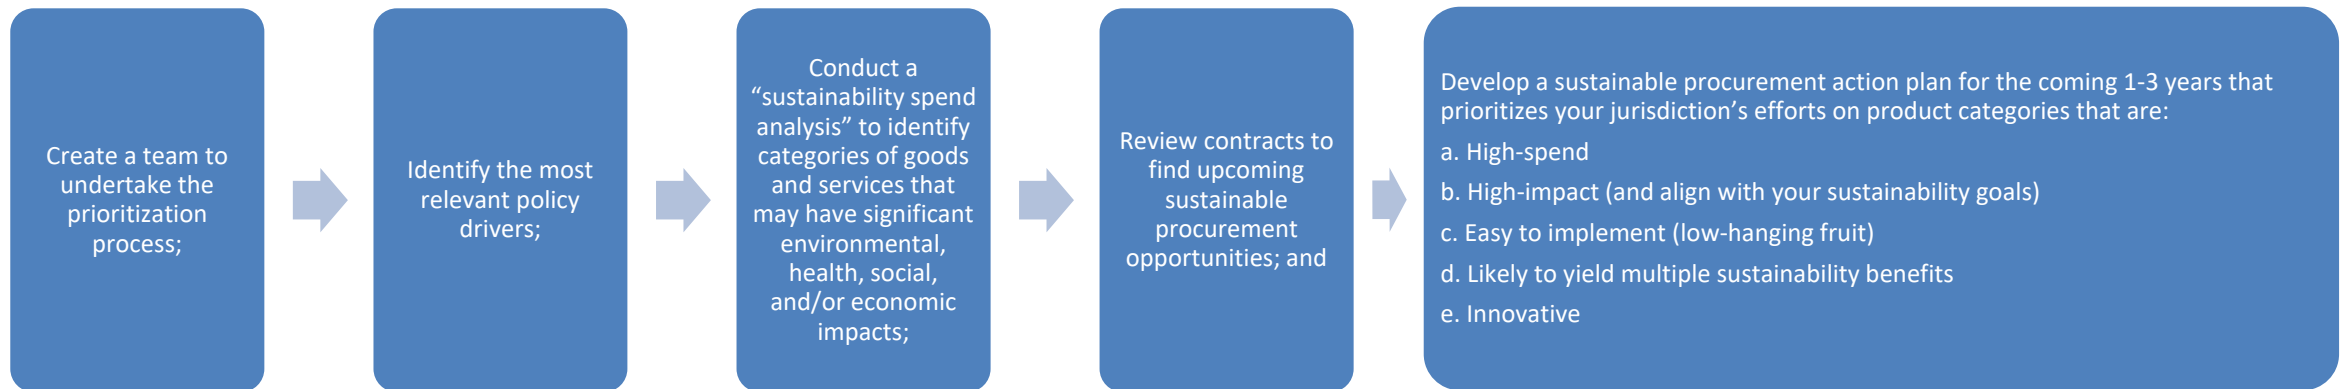 Create a team to
undertake the
prioritization
process;
Identify the most
relevant policy
drivers;
Conduct a
“sustainability spend
analysis” to identify
categories of goods
and services that
may have significant
environmental,
health, social,
and/or economic
impacts;
Review contracts to
find upcoming
sustainable
procurement
opportunities; and
Develop a sustainable procurement action plan for the coming 1-3 years that
prioritizes your jurisdiction’s efforts on product categories that are:
a. High-spend
b. High-impact (and align with your sustainability goals)
c. Easy to implement (low-hanging fruit)
d. Likely to yield multiple sustainability benefits
e. Innovative